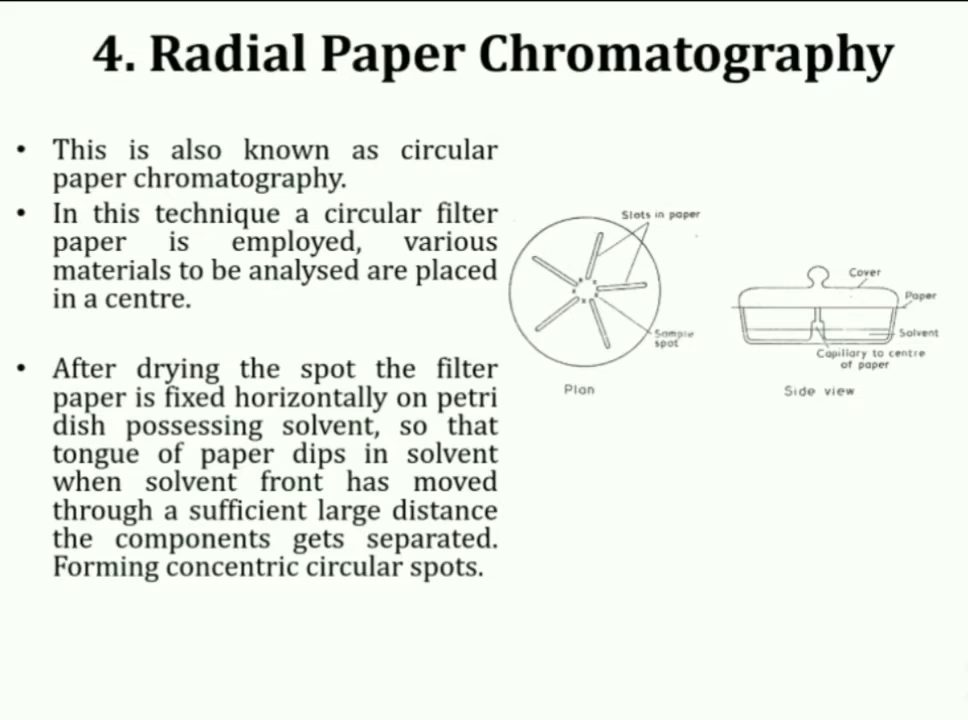 4. Radial Paper Chromatography
• This is also known as circular
paper chromatography.
• In this technique a circular filter
paper is employed, various
materials to be analysed are placed
in a centre.
• After drying the spot the filter
paper is fixed horizontally on petri
dish possessing solvent, so that
tongue of paper dips in solvent
when solvent front has moved
through a sufficient large distance
the components gets separated.
Forming concentric circular spots.
Slots in paper
Sample
spot
Plan
Cover
Paper
Solvent
Capillary to centre
of paper
Side view